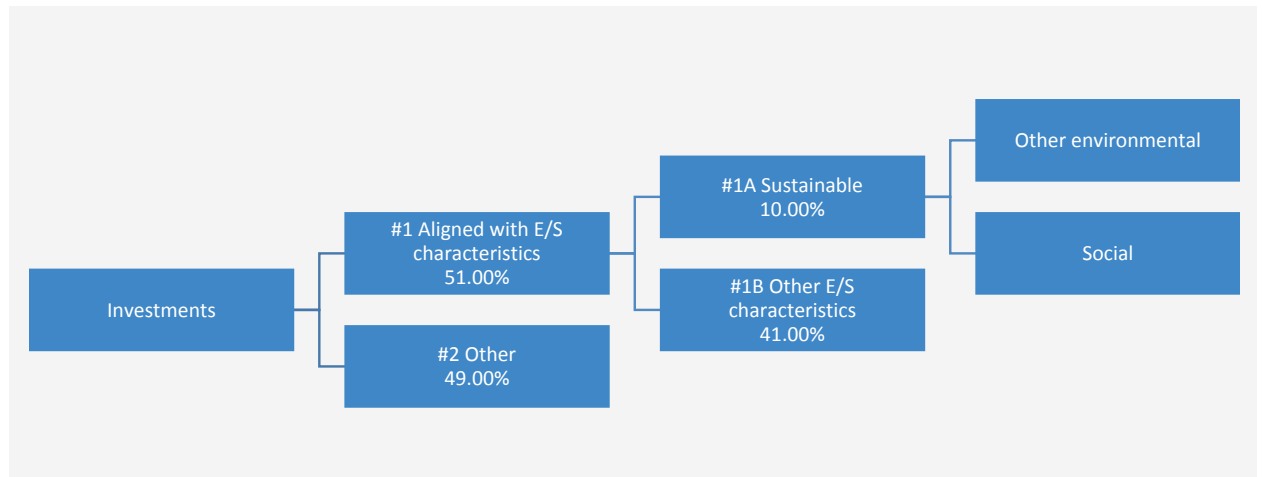 Investments
#1 Aligned with E/S
characteristics
51.00%
#2 Other
49.00%
#1A Sustainable
10.00%
#1B Other E/S
characteristics
41.00%
Other environmental
Social